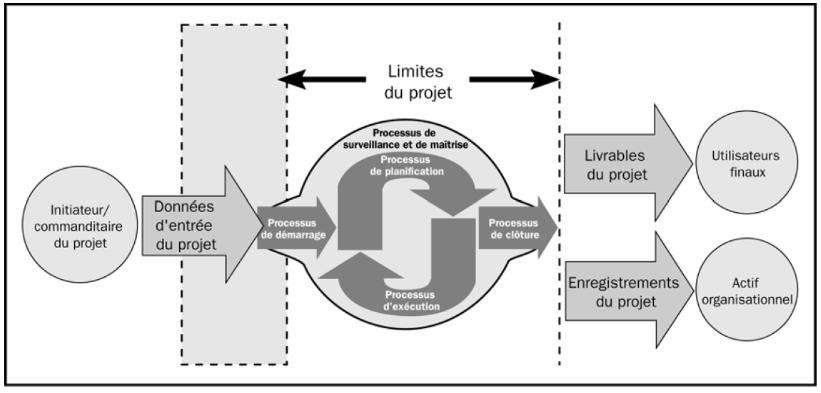 Limites
du projet
Processus de
surveillance et de maîtrise
Processus
de planification
Initiateur/
commanditaire
du projet
Données
d'entrée
du projet
Processus
de démarrage
Processus
de clôture
Processus
d'exécution
Livrables
du projet
Utilisateurs
finaux
Enregistrements
du projet
Actif
organisationnel